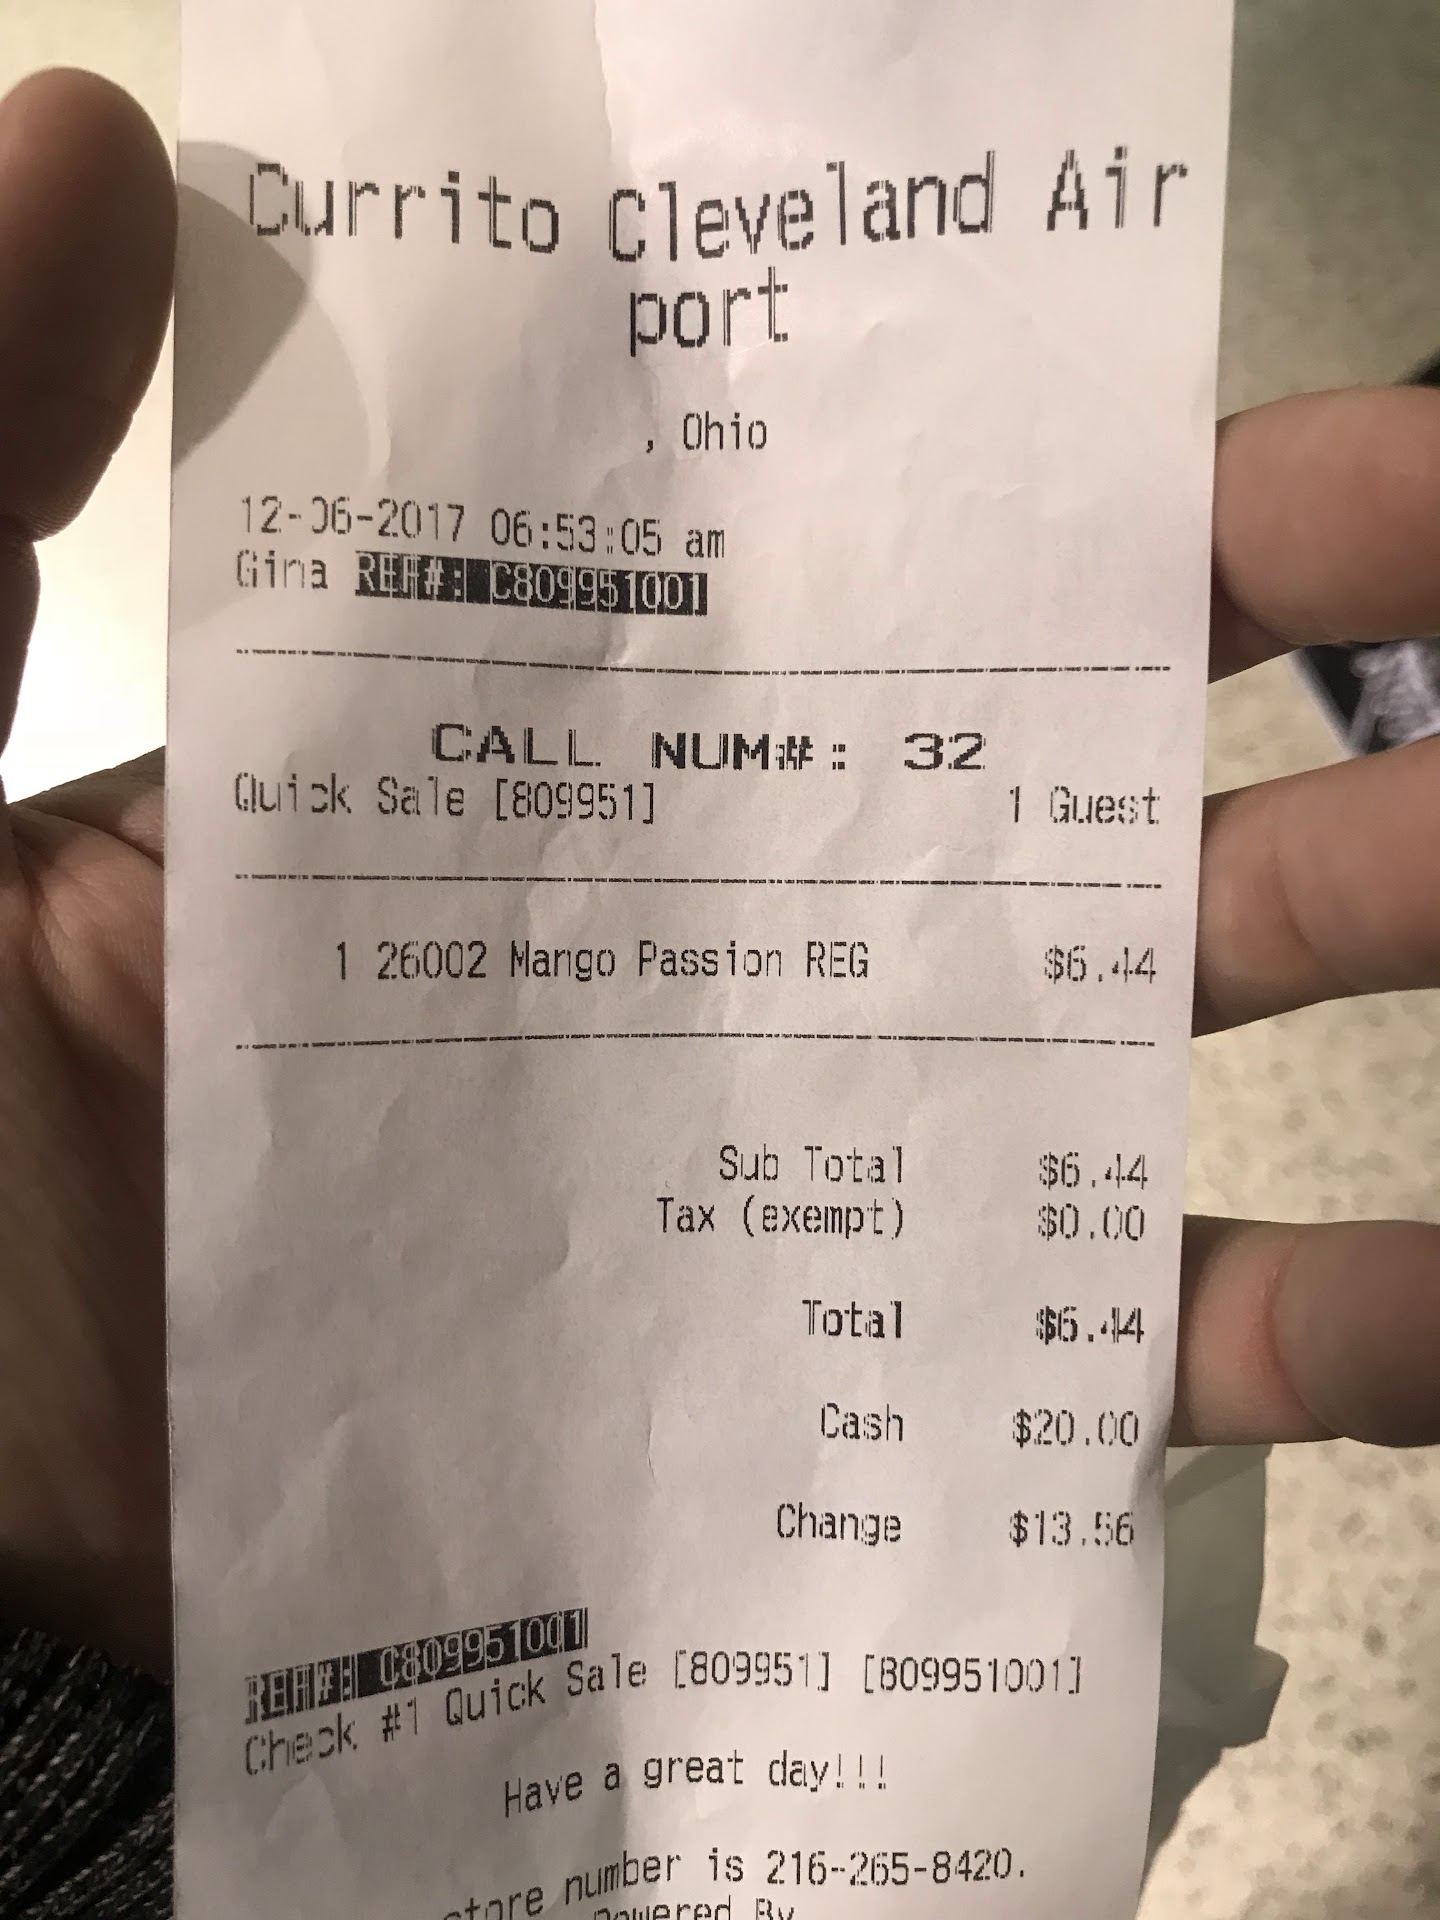 Currito Cleveland Air
port
, Ohio
12-06-2017 06:53:05 am
Gina REF#: C809951001
CALL NUM#: 32
Quick Sale [809951] 1 Guest
1 26002 Mango Passion REG $6.44
Sub Total $6.44
Tax (exempt) $0.00
Total $6.44
Cash $20.00
Change $13.56
REF#: C809951001
Check #1 Quick Sale [809951] [809951001]
Have a great day!!!
store number is 216-265-8420.
Powered By